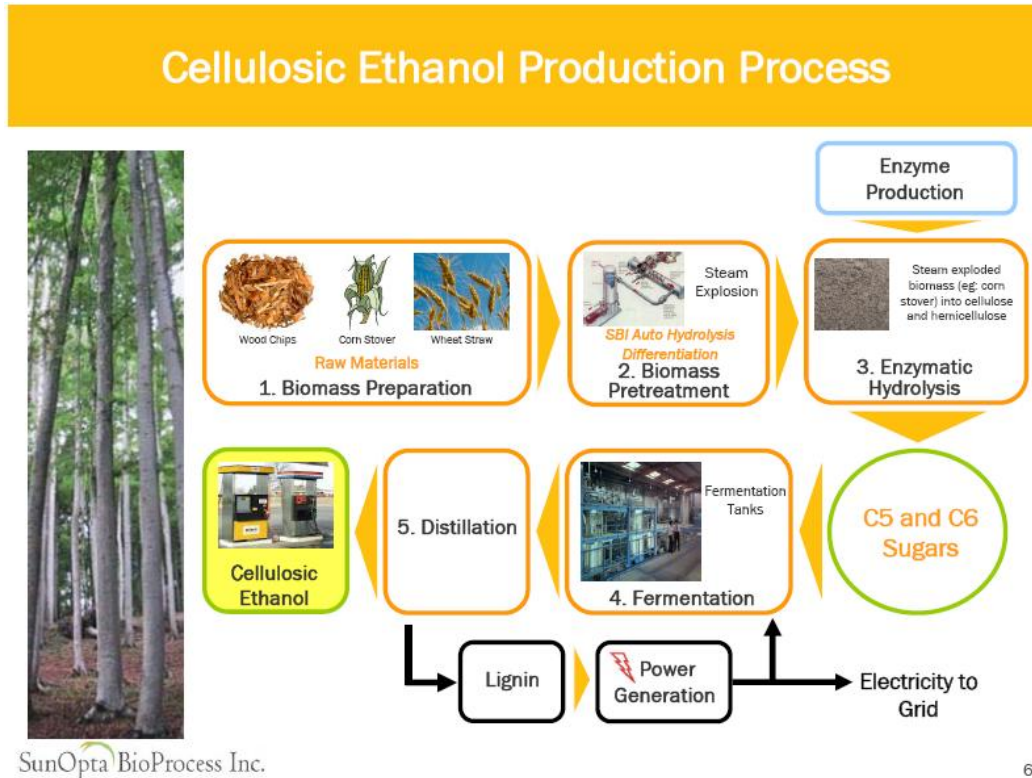 Cellulosic Ethanol Production Process
Enzyme
Production
Wood Chips
Corn Stover
Wheat Straw
Raw Materials
1. Biomass Preparation
Steam
Explosion
SBI Auto Hydrolysis
Differentiation
2. Biomass
Pretreatment
Steam exploded
biomass (eg: corn
stover) into cellulose
and hemicellulose
3. Enzymatic
Hydrolysis
C5 and C6
Sugars
Fermentation
Tanks
4. Fermentation
5. Distillation
Cellulosic
Ethanol
Lignin
Power
Generation
Electricity to
Grid
SunOpta BioProcess Inc.
6